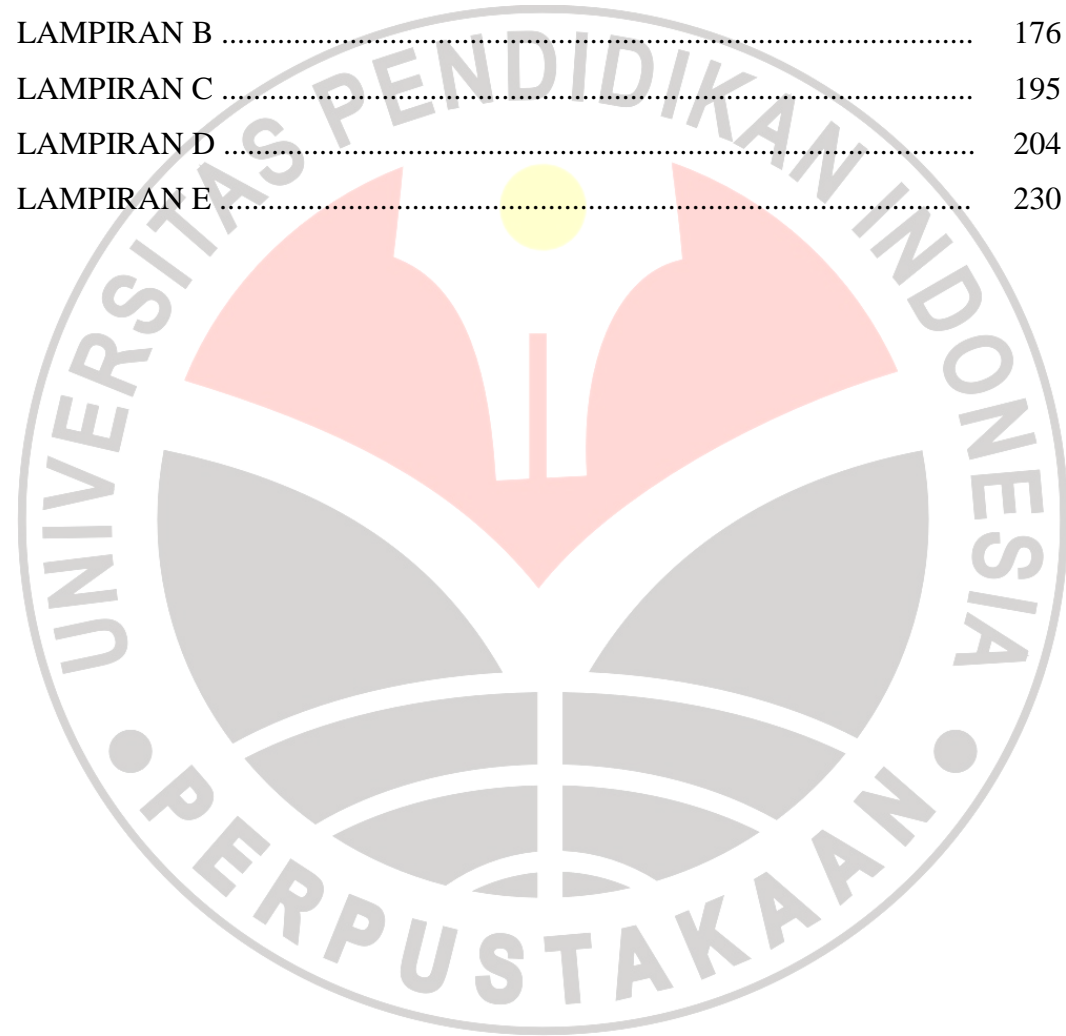 LAMPIRAN B ................................................................................................ 176
LAMPIRAN C ................................................................................................ 195
LAMPIRAN D ................................................................................................ 204
LAMPIRAN E ................................................................................................ 230
UNIVERSITAS PENDIDIKAN INDONESIA
PERPUSTAKAAN